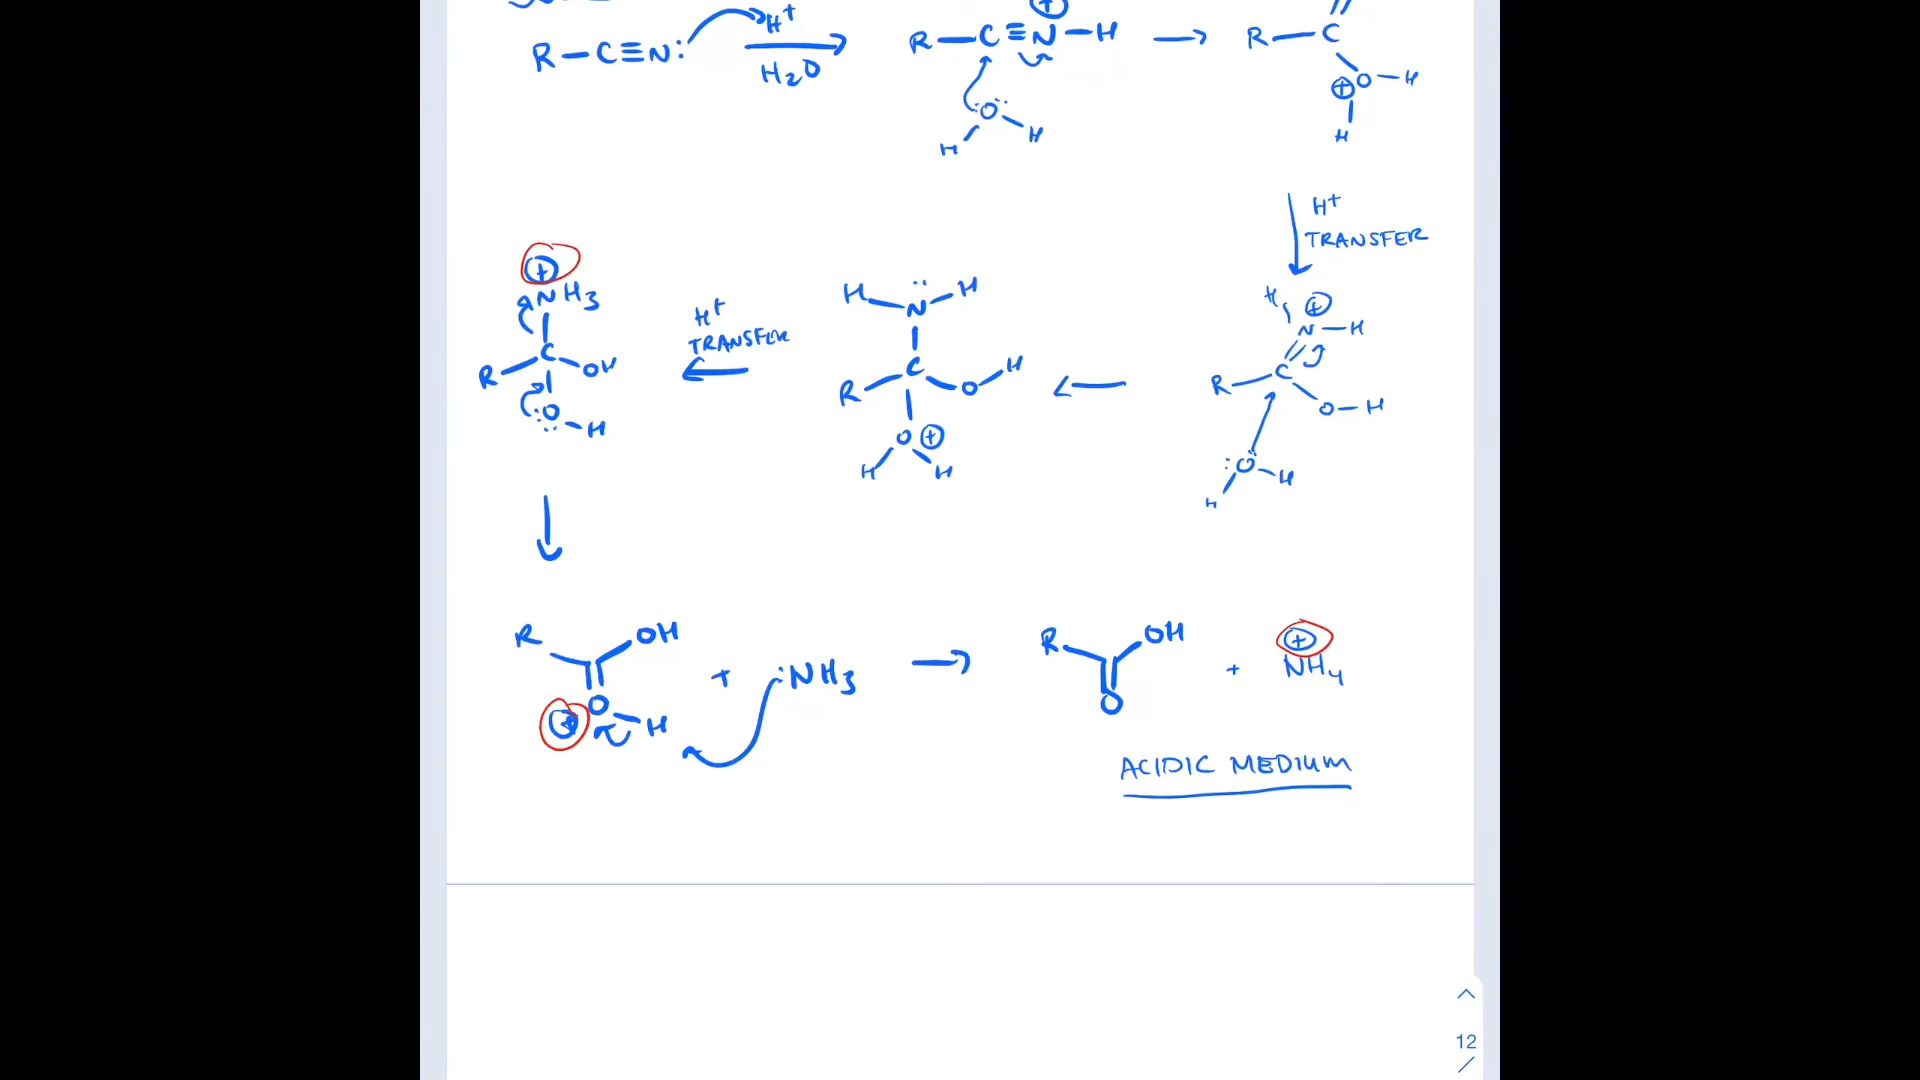 R—C≡N: H⁺ H₂O
R—C≡N—H ⊕
:O: H H
R—C O—H ⊕ H
H⁺ TRANSFER
H N—H ⊕
R—C O—H
:O—H H
H N H
R C O H
O ⊕ H H
H⁺ TRANSFER
⊕
NH₃
R C OH
:O—H
R OH
O H ⊕
+ :NH₃
R OH
O
+ ⊕ NH₄
ACIDIC MEDIUM
12